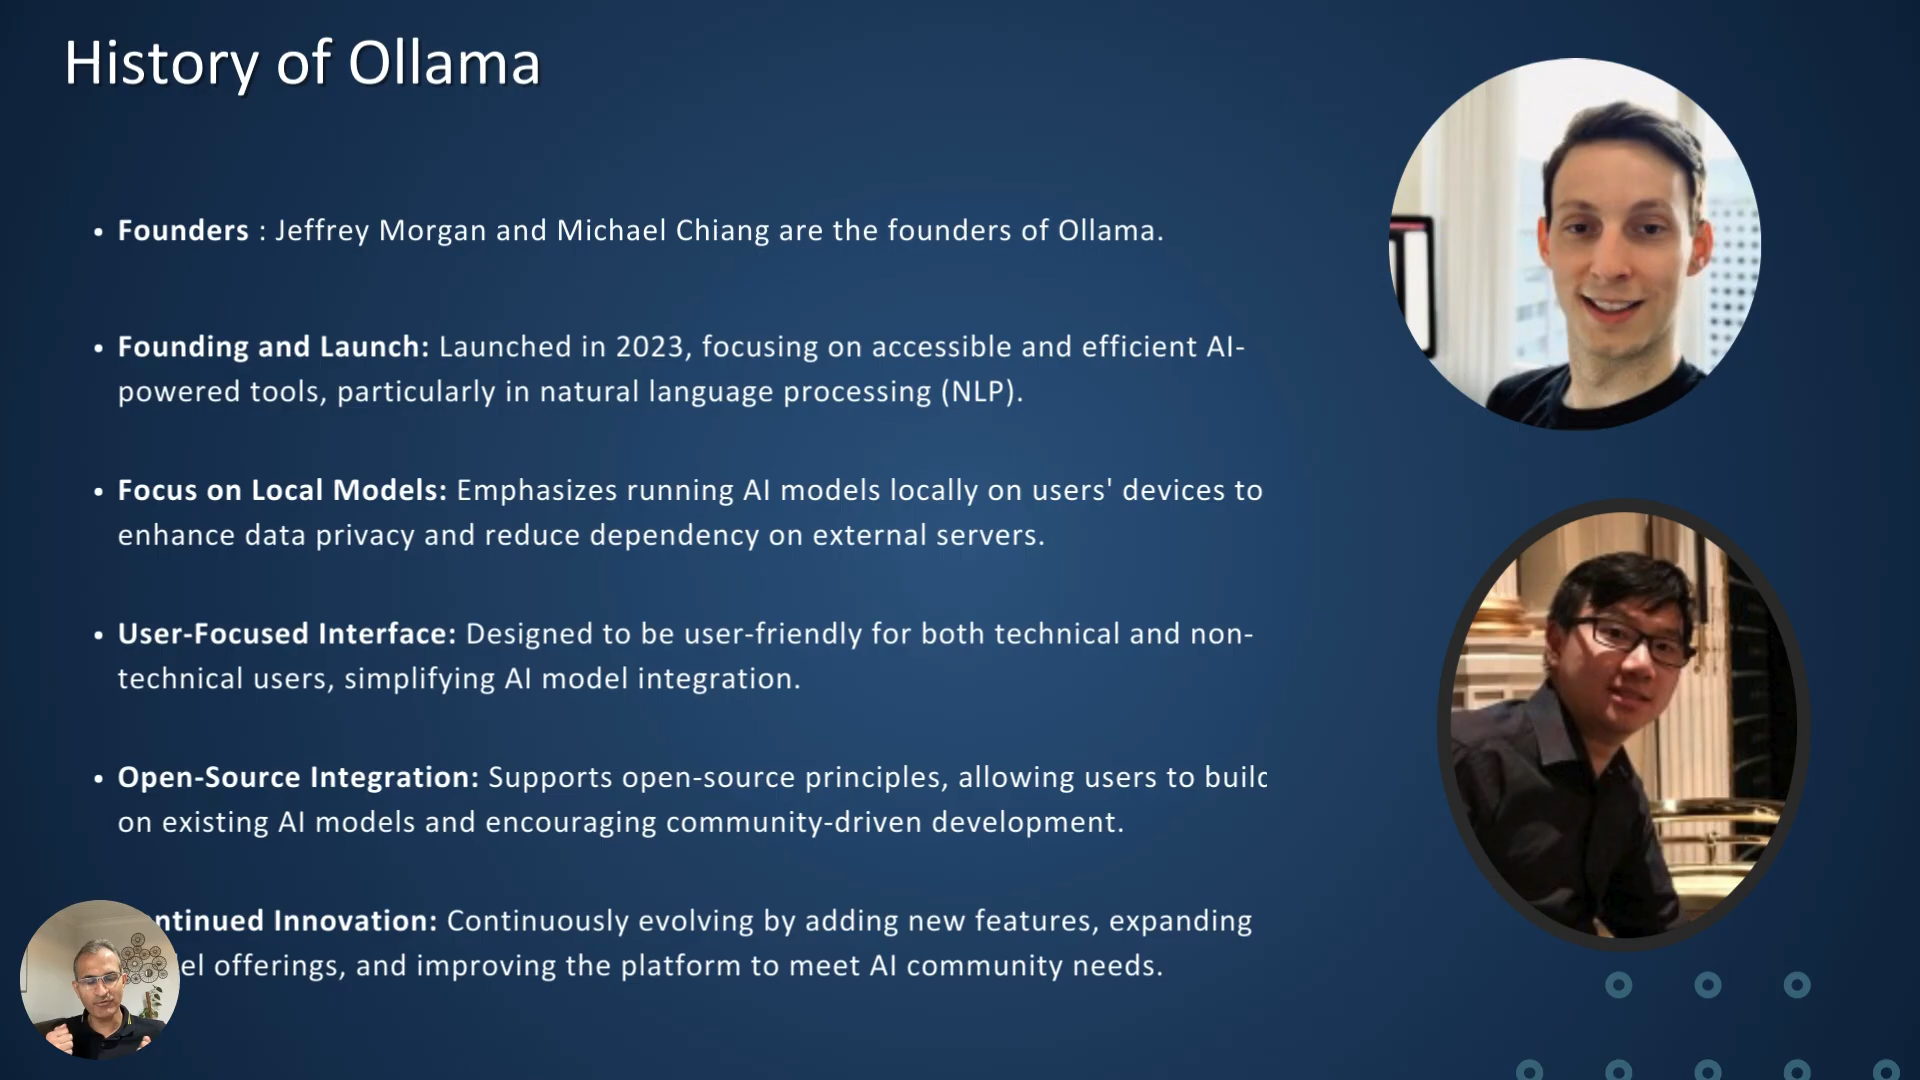 History of Ollama
• Founders : Jeffrey Morgan and Michael Chiang are the founders of Ollama.
• Founding and Launch: Launched in 2023, focusing on accessible and efficient AI-
powered tools, particularly in natural language processing (NLP).
• Focus on Local Models: Emphasizes running AI models locally on users' devices to
enhance data privacy and reduce dependency on external servers.
• User-Focused Interface: Designed to be user-friendly for both technical and non-
technical users, simplifying AI model integration.
• Open-Source Integration: Supports open-source principles, allowing users to build
on existing AI models and encouraging community-driven development.
ntinued Innovation: Continuously evolving by adding new features, expanding
el offerings, and improving the platform to meet AI community needs.